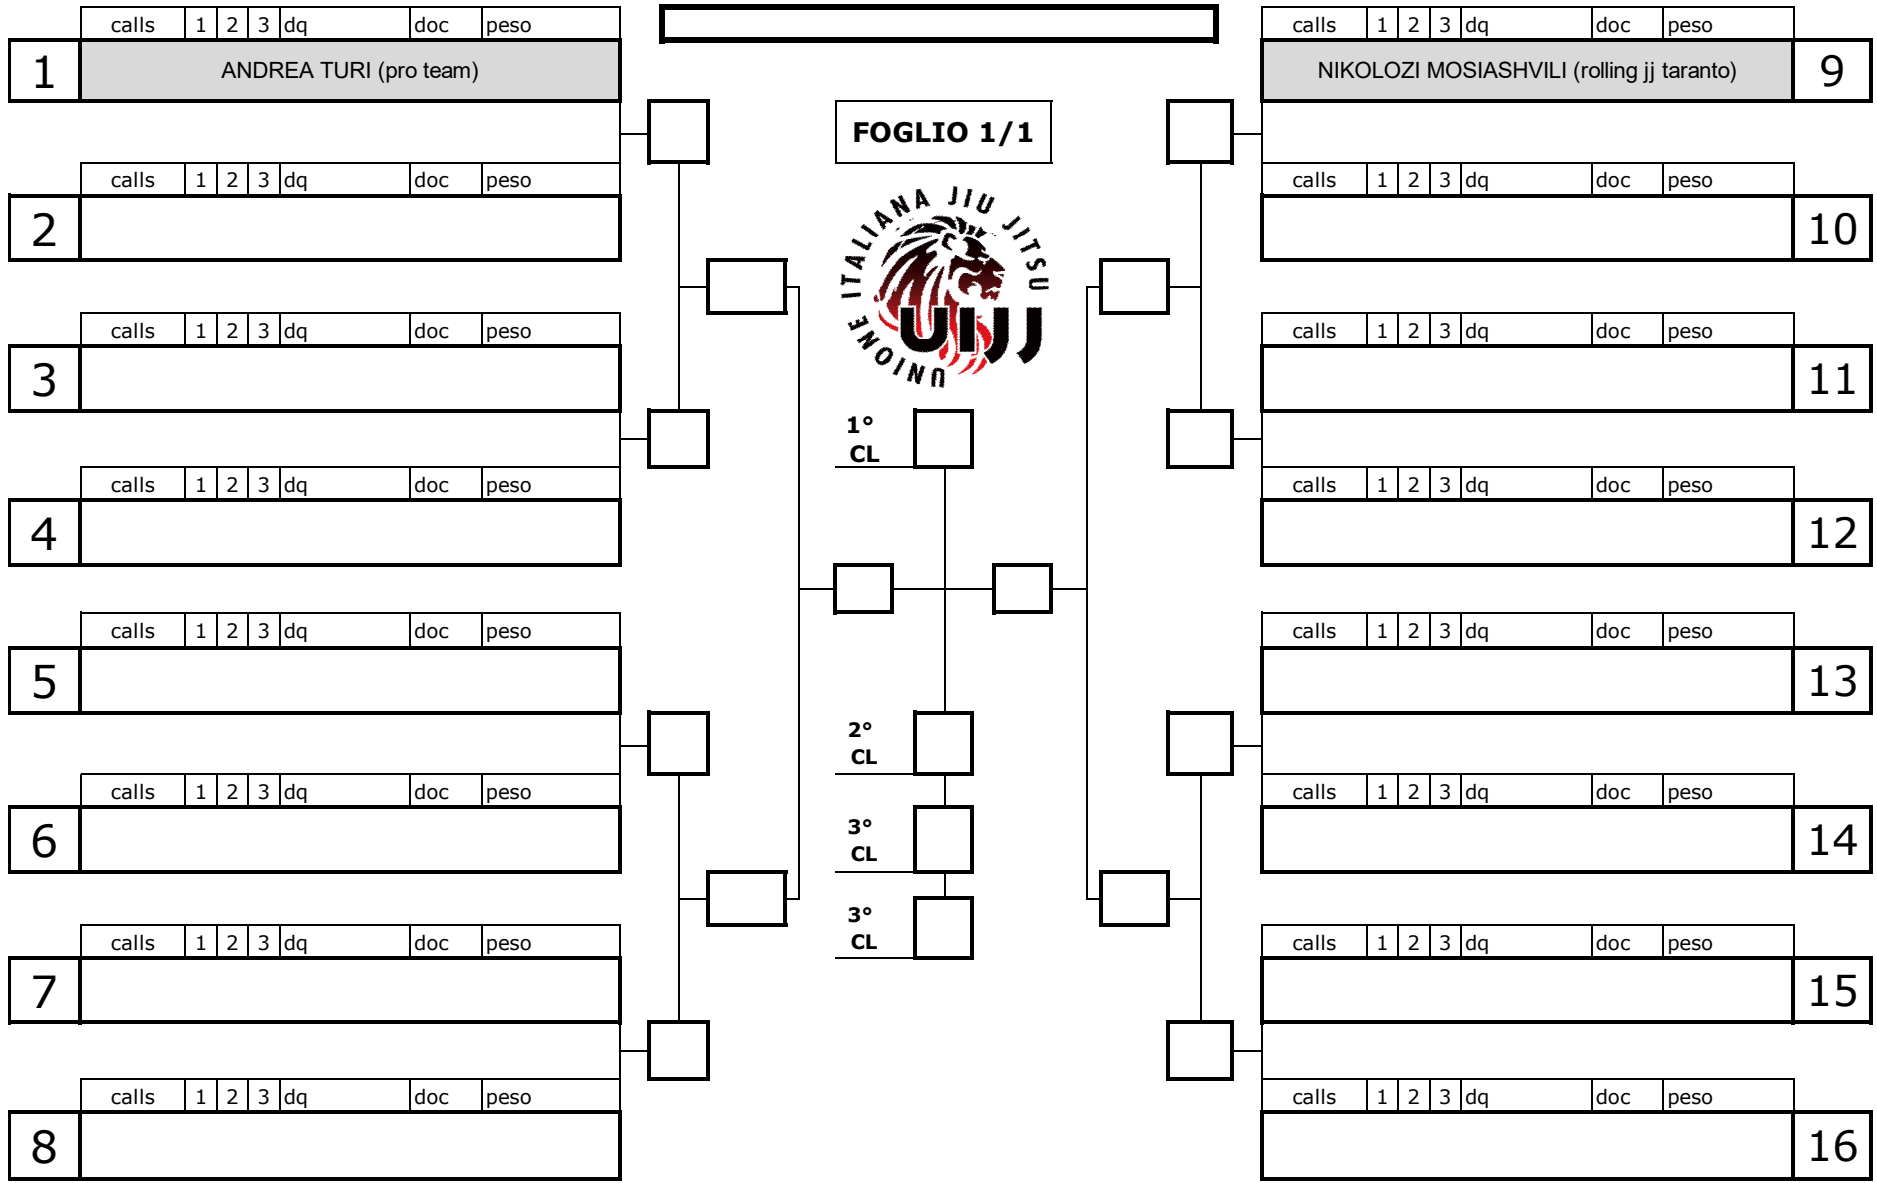 calls 1 2 3 dq doc peso
1 ANDREA TURI (pro team)
calls 1 2 3 dq doc peso
2
calls 1 2 3 dq doc peso
3
calls 1 2 3 dq doc peso
4
calls 1 2 3 dq doc peso
5
calls 1 2 3 dq doc peso
6
calls 1 2 3 dq doc peso
7
calls 1 2 3 dq doc peso
8
FOGLIO 1/1
UNIONE ITALIANA JIU JITSU
UIJJ
1°
CL
2°
CL
3°
CL
3°
CL
calls 1 2 3 dq doc peso
NIKOLOZI MOSIASHVILI (rolling jj taranto) 9
calls 1 2 3 dq doc peso
10
calls 1 2 3 dq doc peso
11
calls 1 2 3 dq doc peso
12
calls 1 2 3 dq doc peso
13
calls 1 2 3 dq doc peso
14
calls 1 2 3 dq doc peso
15
calls 1 2 3 dq doc peso
16